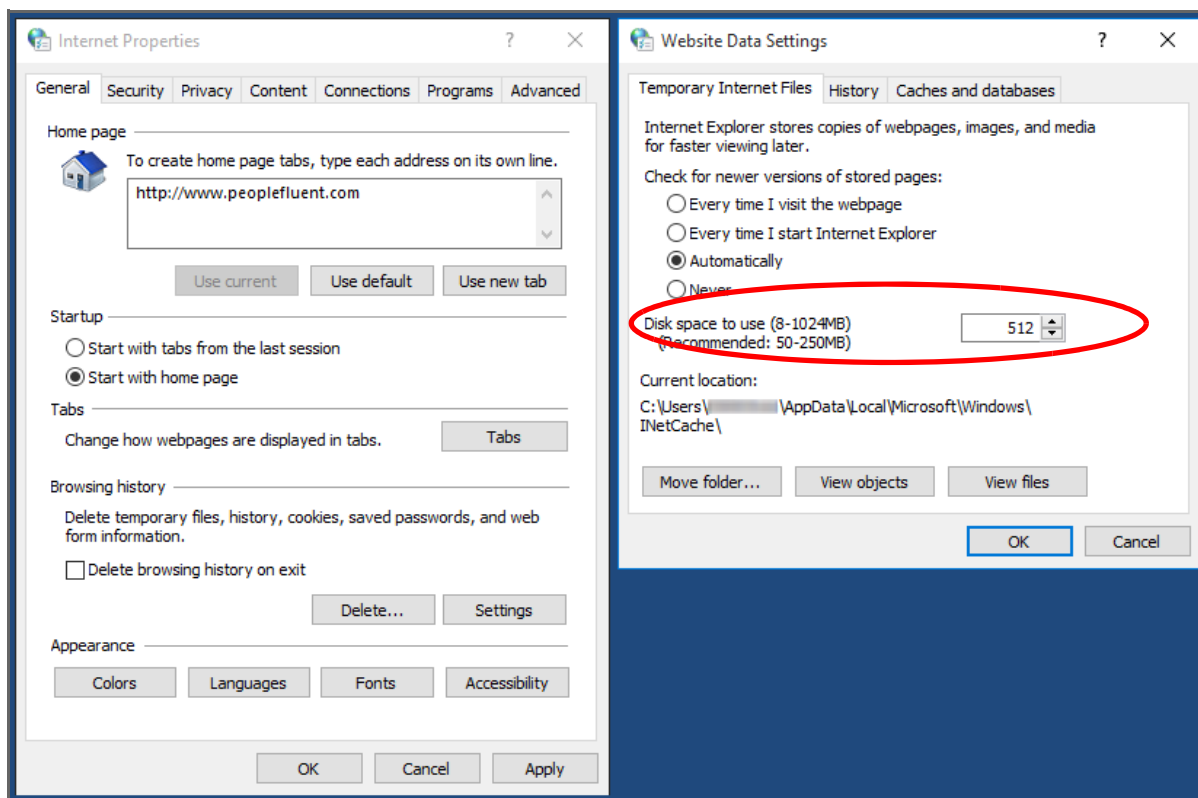 Internet Properties
General Security Privacy Content Connections Programs Advanced
Home page
To create home page tabs, type each address on its own line.
http://www.peoplefluent.com
Use current Use default Use new tab
Startup
Start with tabs from the last session
Start with home page
Tabs
Change how webpages are displayed in tabs.
Tabs
Browsing history
Delete temporary files, history, cookies, saved passwords, and web
form information.
Delete browsing history on exit
Delete... Settings
Appearance
Colors Languages Fonts Accessibility
OK Cancel Apply
Website Data Settings
Temporary Internet Files History Caches and databases
Internet Explorer stores copies of webpages, images, and media
for faster viewing later.
Check for newer versions of stored pages:
Every time I visit the webpage
Every time I start Internet Explorer
Automatically
Never
Disk space to use (8-1024MB)
(Recommended: 50-250MB)
512
Current location:
C:\Users\ \AppData\Local\Microsoft\Windows\
INetCache\
Move folder... View objects View files
OK Cancel